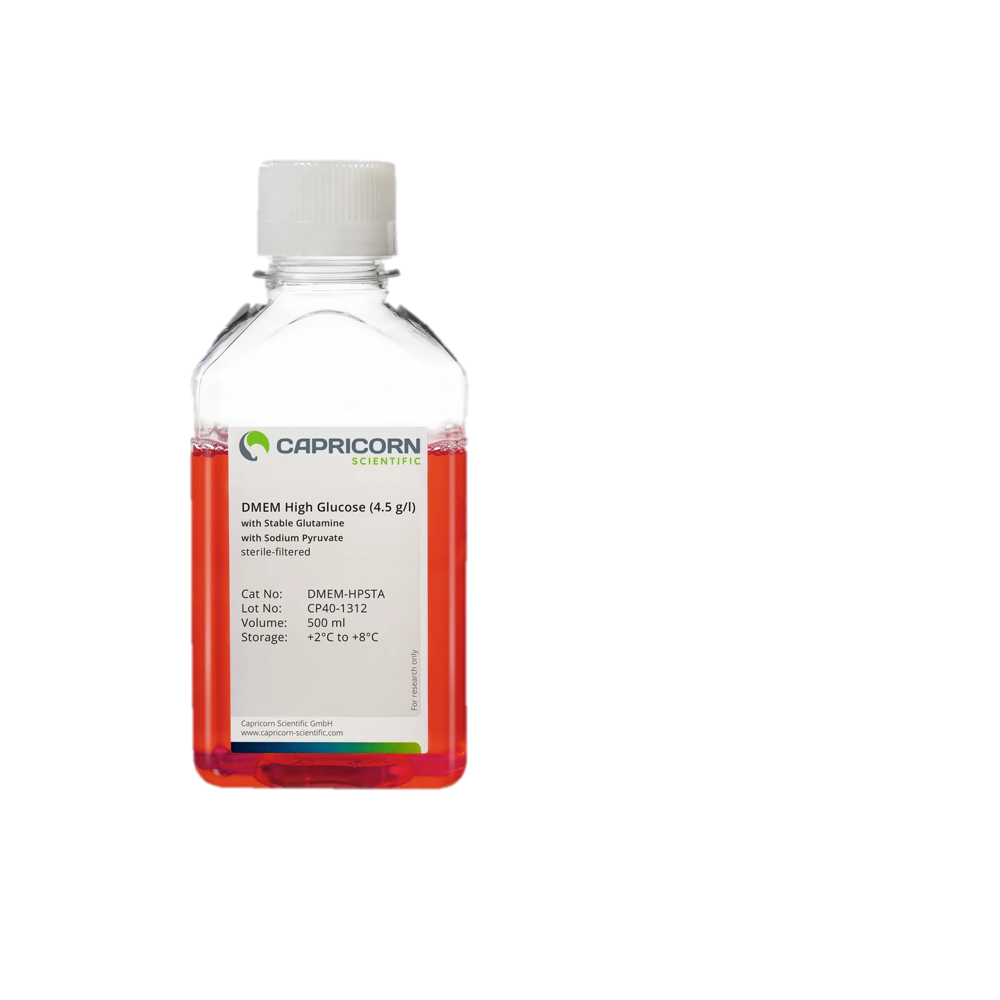 CAPRICORN
SCIENTIFIC
DMEM High Glucose (4.5 g/l)
with Stable Glutamine
with Sodium Pyruvate
sterile-filtered
Cat No: DMEM-HPSTA
Lot No: CP40-1312
Volume: 500 ml
Storage: +2°C to +8°C
For research only
Capricorn Scientific GmbH
www.capricorn-scientific.com